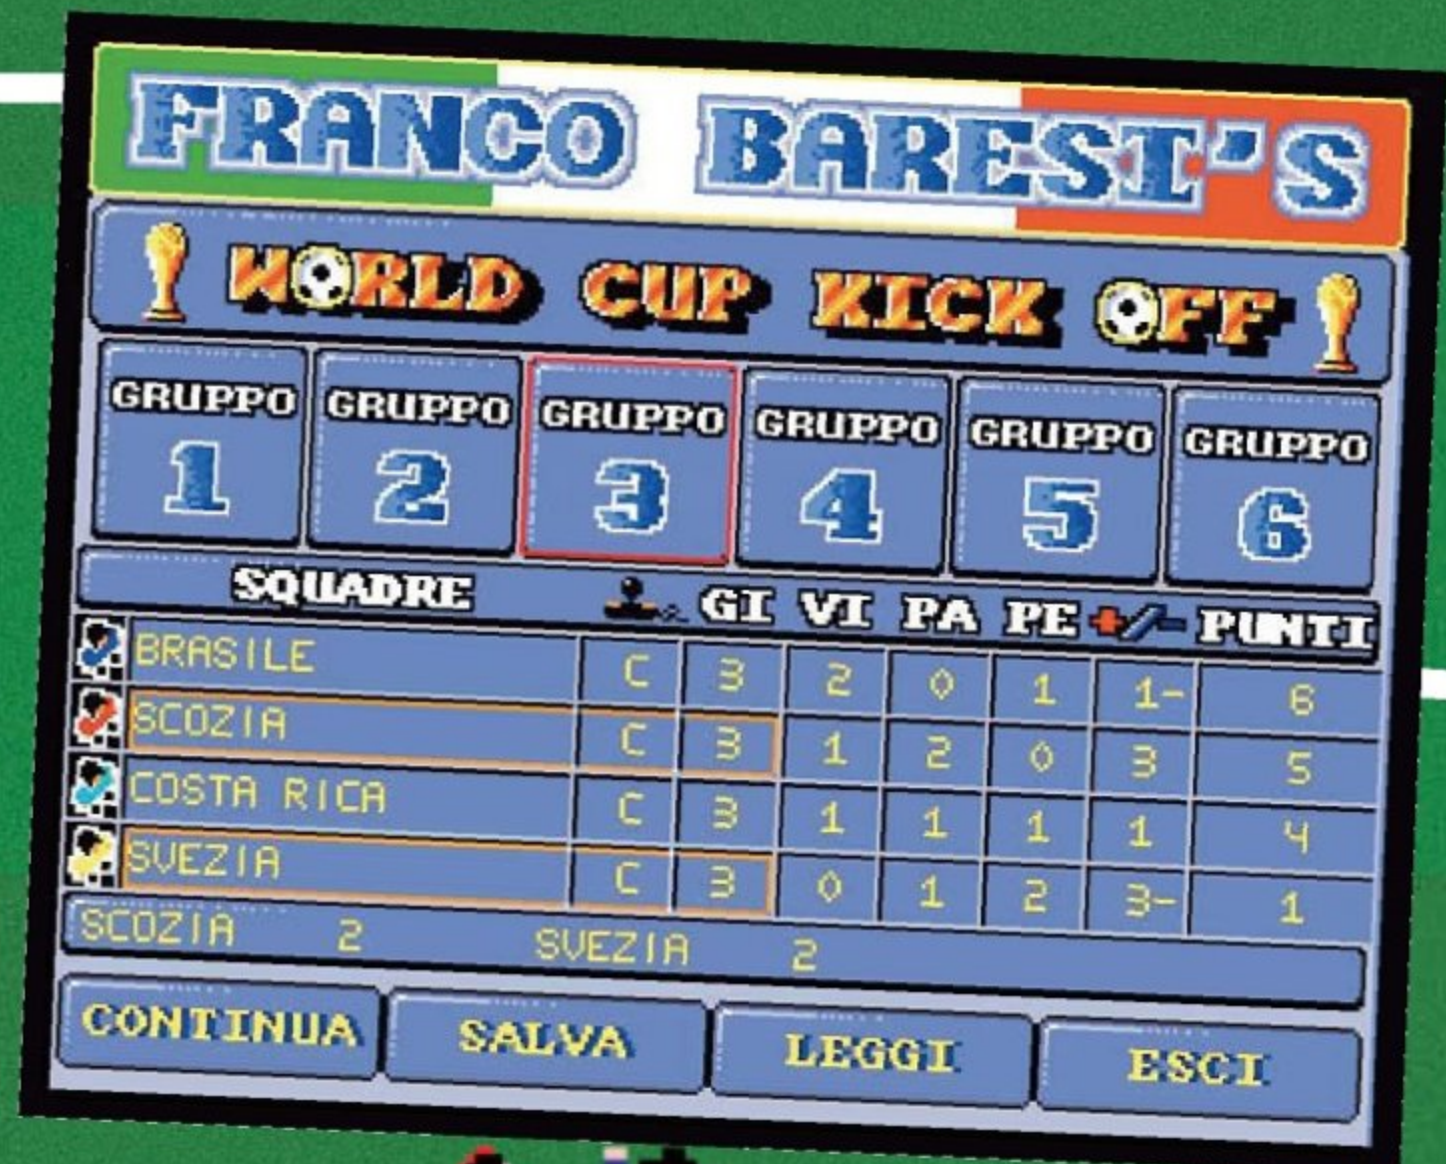 FRANCO BARESI'S
WORLD CUP KICK OFF
GRUPPO 1 GRUPPO 2 GRUPPO 3 GRUPPO 4 GRUPPO 5 GRUPPO 6
SQUADRE GI VI PA PE +/- PUNTI
BRASILE C 3 2 0 1 1- 6
SCOZIA C 3 1 2 0 3 5
COSTA RICA C 3 1 1 1 1 4
SVEZIA C 3 0 1 2 3- 1
SCOZIA 2 SVEZIA 2
CONTINUA SALVA LEGGI ESCI